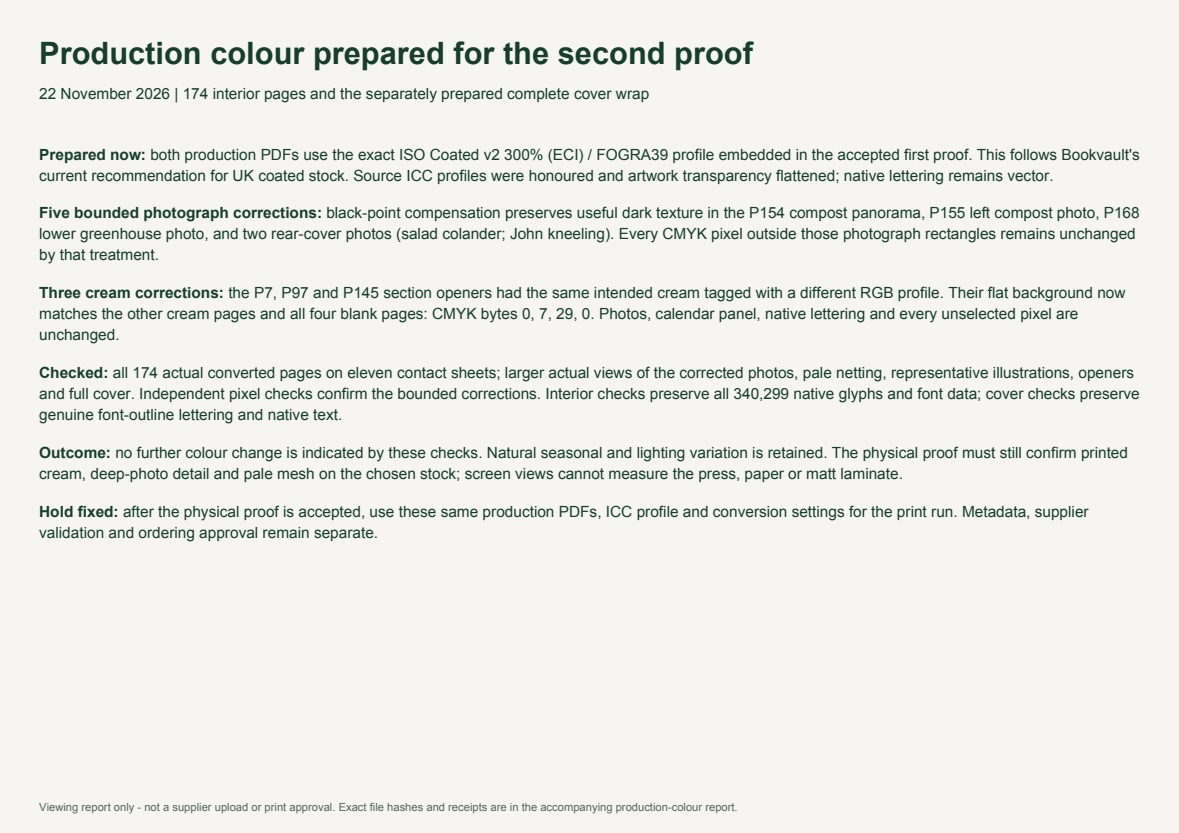 Production colour prepared for the second proof
22 November 2026 | 174 interior pages and the separately prepared complete cover wrap
Prepared now: both production PDFs use the exact ISO Coated v2 300% (ECI) / FOGRA39 profile embedded in the accepted first proof. This follows Bookvault's
current recommendation for UK coated stock. Source ICC profiles were honoured and artwork transparency flattened; native lettering remains vector.
Five bounded photograph corrections: black-point compensation preserves useful dark texture in the P154 compost panorama, P155 left compost photo, P168
lower greenhouse photo, and two rear-cover photos (salad colander; John kneeling). Every CMYK pixel outside those photograph rectangles remains unchanged
by that treatment.
Three cream corrections: the P7, P97 and P145 section openers had the same intended cream tagged with a different RGB profile. Their flat background now
matches the other cream pages and all four blank pages: CMYK bytes 0, 7, 29, 0. Photos, calendar panel, native lettering and every unselected pixel are
unchanged.
Checked: all 174 actual converted pages on eleven contact sheets; larger actual views of the corrected photos, pale netting, representative illustrations, openers
and full cover. Independent pixel checks confirm the bounded corrections. Interior checks preserve all 340,299 native glyphs and font data; cover checks preserve
genuine font-outline lettering and native text.
Outcome: no further colour change is indicated by these checks. Natural seasonal and lighting variation is retained. The physical proof must still confirm printed
cream, deep-photo detail and pale mesh on the chosen stock; screen views cannot measure the press, paper or matt laminate.
Hold fixed: after the physical proof is accepted, use these same production PDFs, ICC profile and conversion settings for the print run. Metadata, supplier
validation and ordering approval remain separate.
Viewing report only - not a supplier upload or print approval. Exact file hashes and receipts are in the accompanying production-colour report.